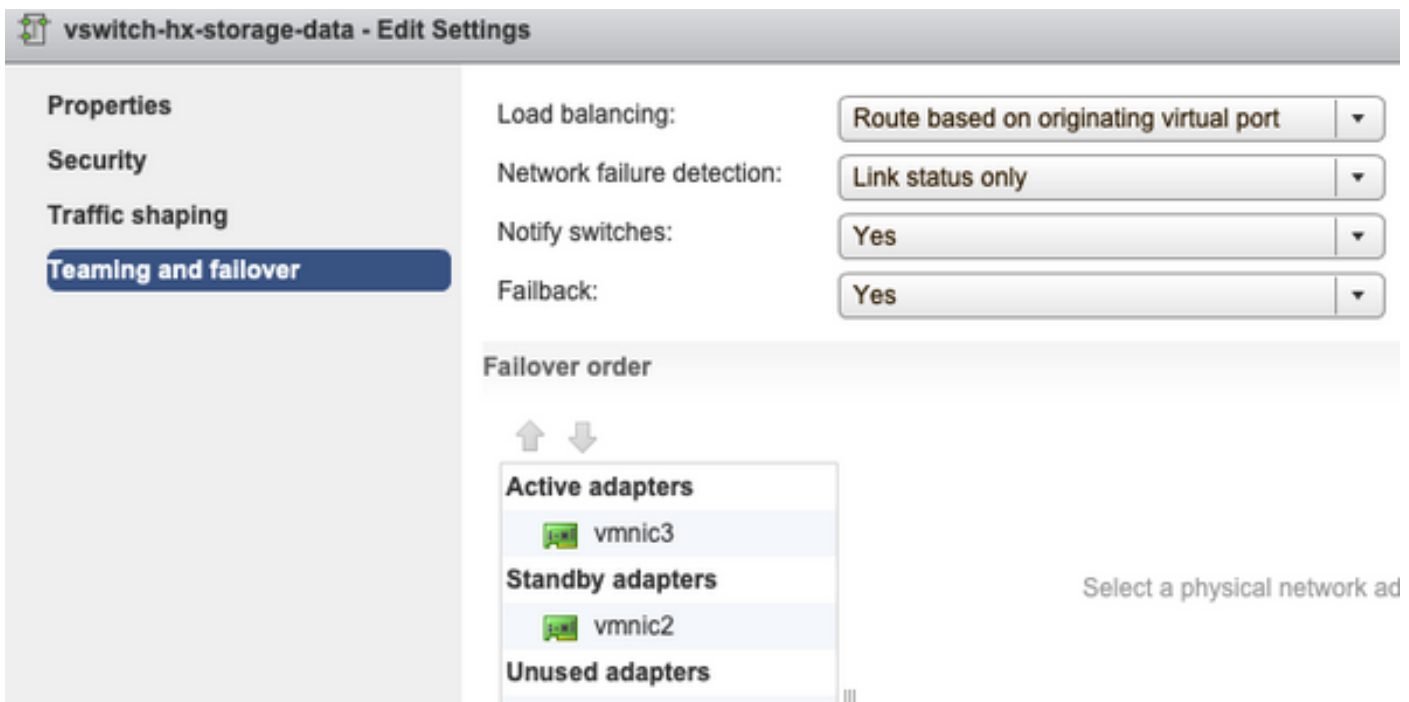 vswitch-hx-storage-data - Edit Settings
Properties
Security
Traffic shaping
Teaming and failover
Load balancing: Route based on originating virtual port
Network failure detection: Link status only
Notify switches: Yes
Failback: Yes
Failover order
Active adapters
vmnic3
Standby adapters
vmnic2
Unused adapters
Select a physical network ad